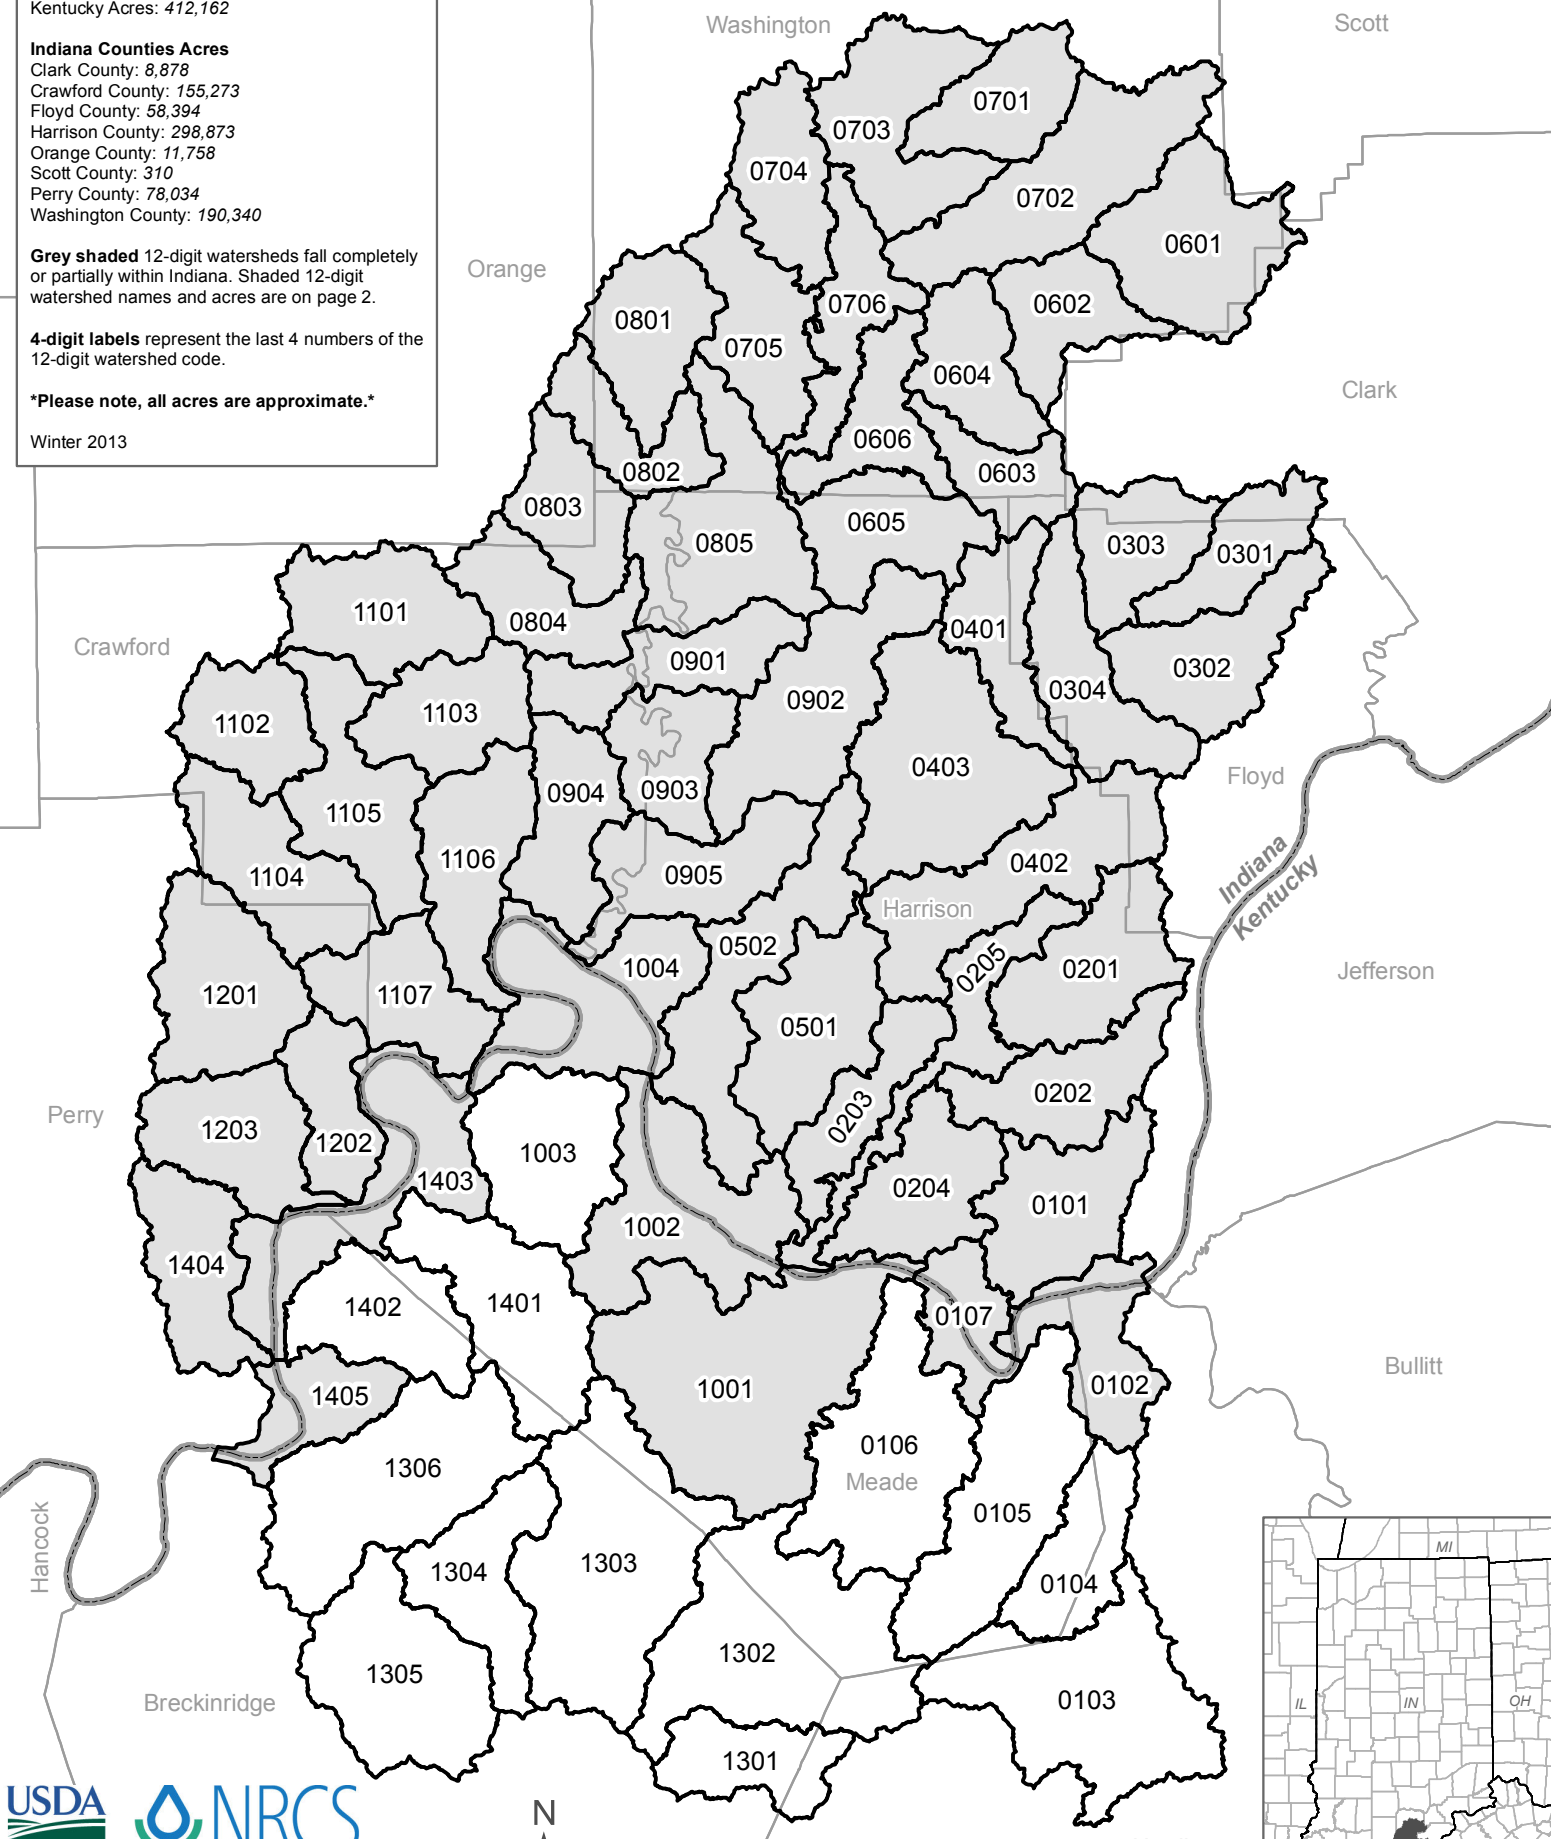 Kentucky Acres: 412,162
Indiana Counties Acres
Clark County: 8,878
Crawford County: 155,273
Floyd County: 58,394
Harrison County: 298,873
Orange County: 11,758
Scott County: 310
Perry County: 78,034
Washington County: 190,340
Grey shaded 12-digit watersheds fall completely
or partially within Indiana. Shaded 12-digit
watershed names and acres are on page 2.
4-digit labels represent the last 4 numbers of the
12-digit watershed code.
*Please note, all acres are approximate.*
Winter 2013
Washington
Scott
0701
0703
0704
0702
0601
Orange
0706
0602
0801
0705
0604
Clark
0606
0802
0603
0803
0605
0805
0303
0301
1101
0804
0401
Crawford
0901
0302
0304
0902
1103
1102
0403
Floyd
0903
0904
1105
1106
0402
0905
1104
Indiana
Kentucky
Harrison
0502
0205
0201
1004
Jefferson
1201
1107
0501
0202
Perry
0203
1203
1202
1003
1403
0204
0101
1002
1404
1402
1401
0107
Bullitt
1405
1001
0102
0106
1306
Meade
0105
Hancock
1304
1303
0104
MI
1302
1305
Breckinridge
0103
IL
IN
OH
1301
USDA
NRCS
N